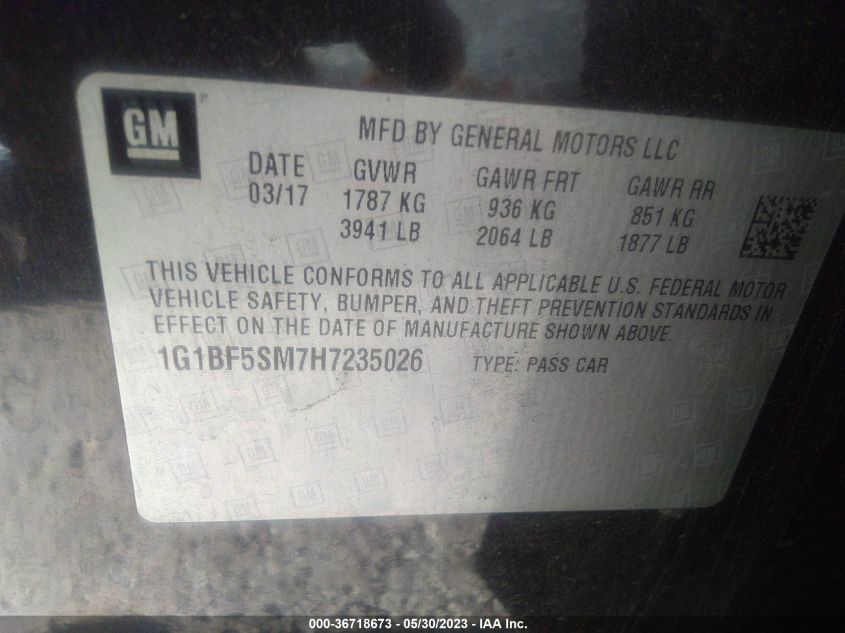 GM
MFD BY GENERAL MOTORS LLC
DATE GVWR GAWR FRT GAWR RR
03/17 1787 KG 936 KG 851 KG
3941 LB 2064 LB 1877 LB
THIS VEHICLE CONFORMS TO ALL APPLICABLE U.S. FEDERAL MOTOR
VEHICLE SAFETY, BUMPER, AND THEFT PREVENTION STANDARDS IN
EFFECT ON THE DATE OF MANUFACTURE SHOWN ABOVE.
1G1BF5SM7H7235026 TYPE: PASS CAR
000-36718673 - 05/30/2023 - IAA Inc.